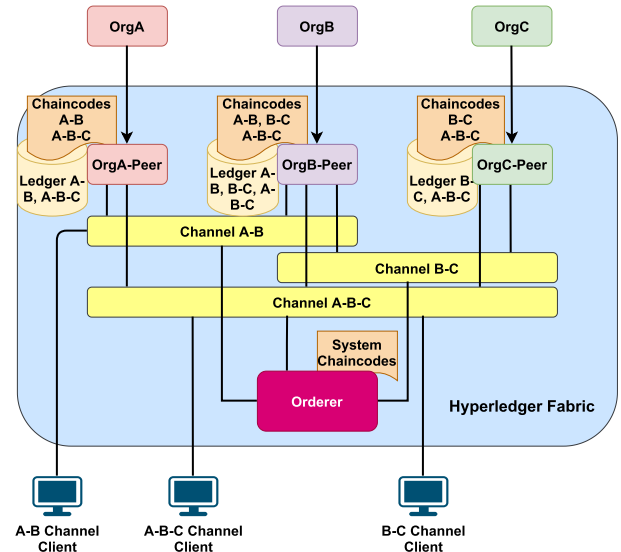 OrgA
OrgB
OrgC
Chaincodes
A-B
A-B-C
Chaincodes
A-B, B-C
A-B-C
Chaincodes
B-C
A-B-C
OrgA-Peer
OrgB-Peer
OrgC-Peer
Ledger A-
B, A-B-C
Ledger A-
B, B-C, A-
B-C
Ledger B-
C, A-B-C
Channel A-B
Channel B-C
Channel A-B-C
System
Chaincodes
Orderer
Hyperledger Fabric
A-B Channel
Client
A-B-C Channel
Client
B-C Channel
Client